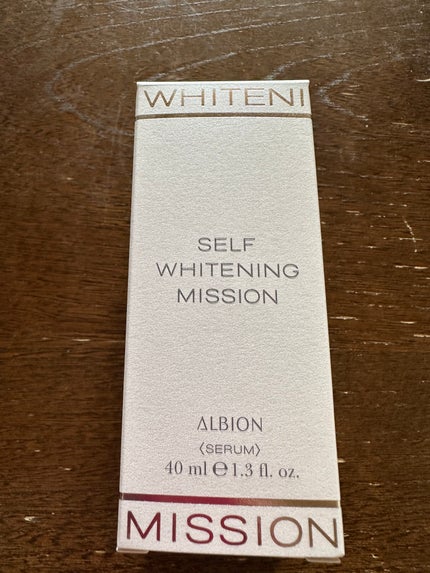 WHITENI
SELF
WHITENING
MISSION
ALBION
〈SERUM〉
40 ml ℮ 1.3 fl. oz.
MISSION